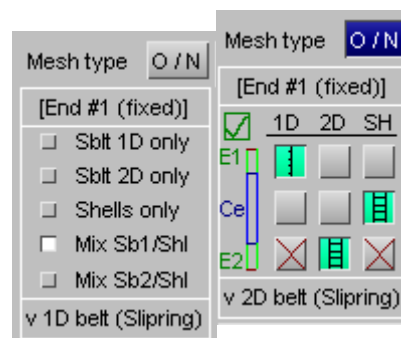 Mesh type O / N
[End #1 (fixed)]
Sblt 1D only
Sblt 2D only
Shells only
Mix Sb1/Shl
Mix Sb2/Shl
v 1D belt (Slipring)
Mesh type O / N
[End #1 (fixed)]
1D 2D SH
E1
Ce
E2
v 2D belt (Slipring)